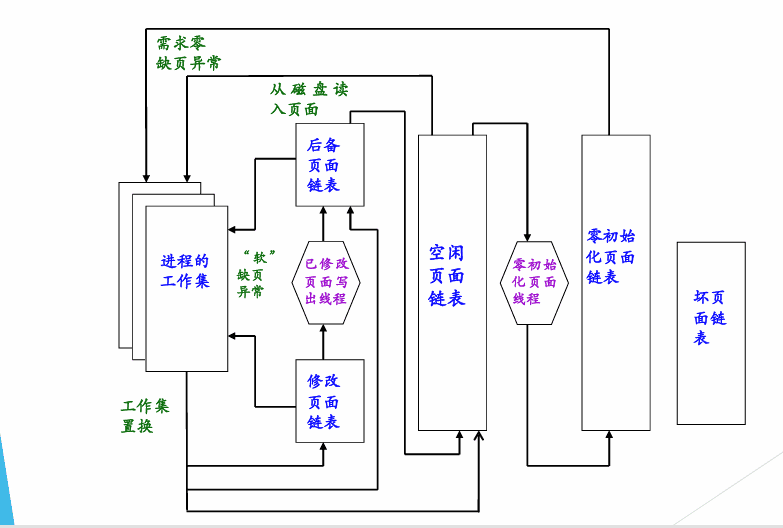 需求零
缺页异常
从磁盘读
入页面
后备
页面
链表
进程的
工作集
“软”
缺页
异常
已修改
页面写
出线程
空闲
页面
链表
零初始
化页面
线程
零初始
化页面
链表
坏页
面链
表
修改
页面
链表
工作集
置换